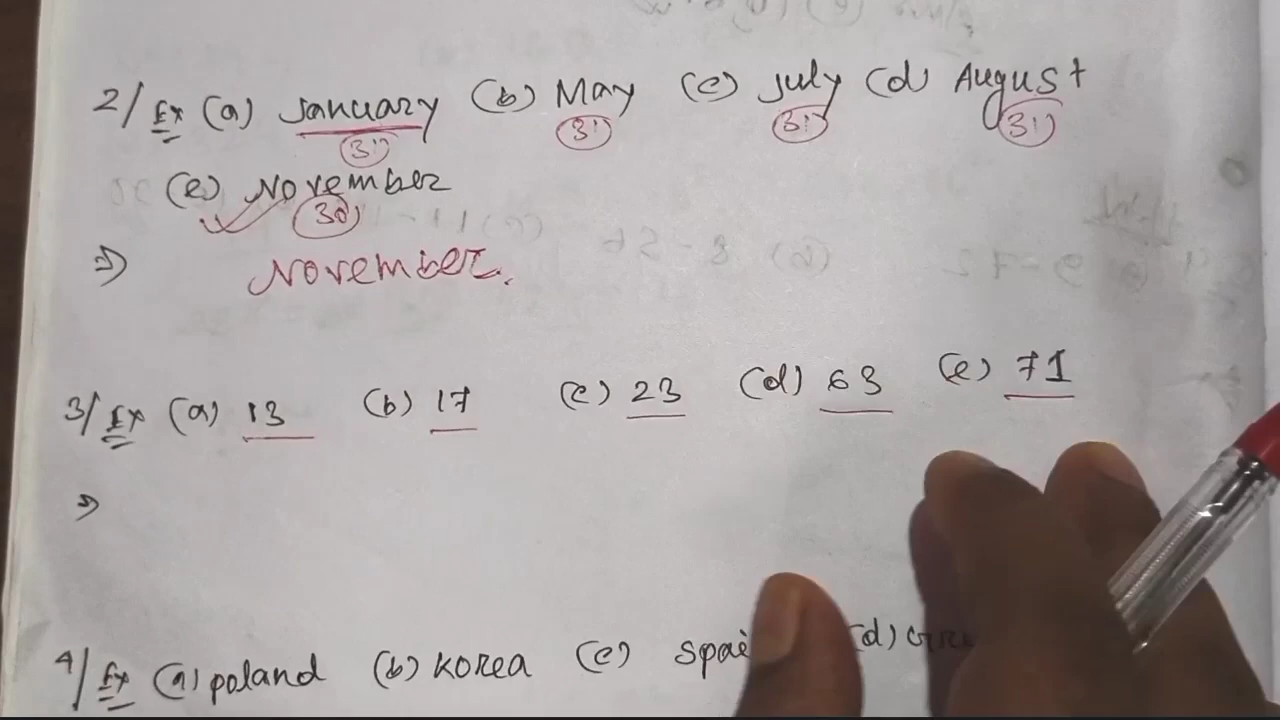 2/ Ex (a) January (b) May (c) July (d) August
31 31 31 31
(e) November
30
⇒ November.
3/ Ex (a) 13 (b) 17 (c) 23 (d) 63 (e) 71
⇒
4/ Ex (a) poland (b) Korea (c) (d)